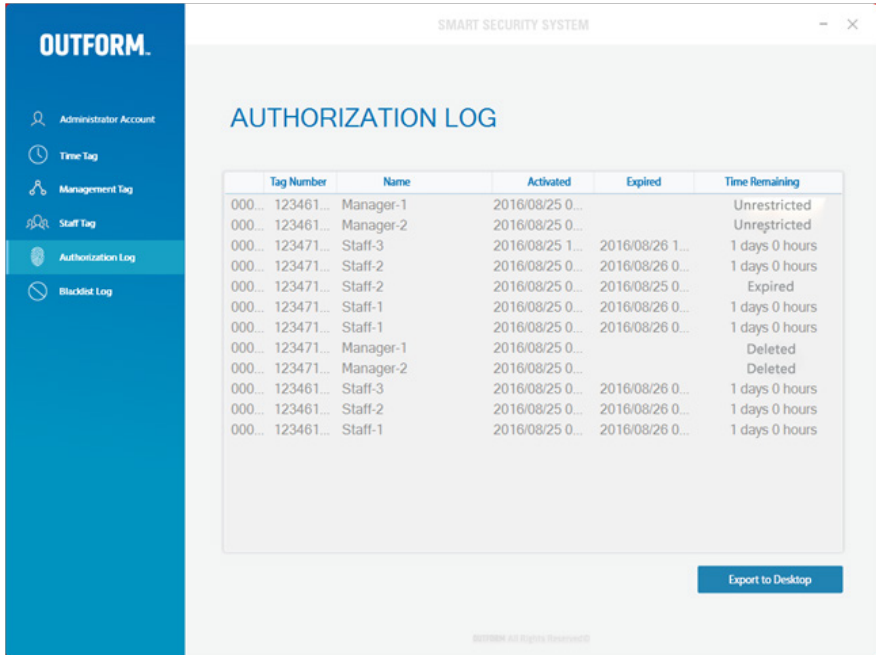 SMART SECURITY SYSTEM
OUTFORM™
Administrator Account
Time Tag
Management Tag
Staff Tag
Authorization Log
Blacklist Log
AUTHORIZATION LOG
Tag Number Name Activated Expired Time Remaining
000... 123461... Manager-1 2016/08/25 0... Unrestricted
000... 123461... Manager-2 2016/08/25 0... Unrestricted
000... 123471... Staff-3 2016/08/25 1... 2016/08/26 1... 1 days 0 hours
000... 123471... Staff-2 2016/08/25 0... 2016/08/26 0... 1 days 0 hours
000... 123471... Staff-2 2016/08/25 0... 2016/08/26 0... Expired
000... 123461... Staff-1 2016/08/25 0... 2016/08/26 0... 1 days 0 hours
000... 123471... Staff-1 2016/08/25 0... 2016/08/26 0... 1 days 0 hours
000... 123471... Manager-1 2016/08/25 0... Deleted
000... 123471... Manager-2 2016/08/25 0... Deleted
000... 123461... Staff-3 2016/08/25 0... 2016/08/26 0... 1 days 0 hours
000... 123461... Staff-2 2016/08/25 0... 2016/08/26 0... 1 days 0 hours
000... 123461... Staff-1 2016/08/25 0... 2016/08/26 0... 1 days 0 hours
Export to Desktop
OUTFORM All Rights Reserved©